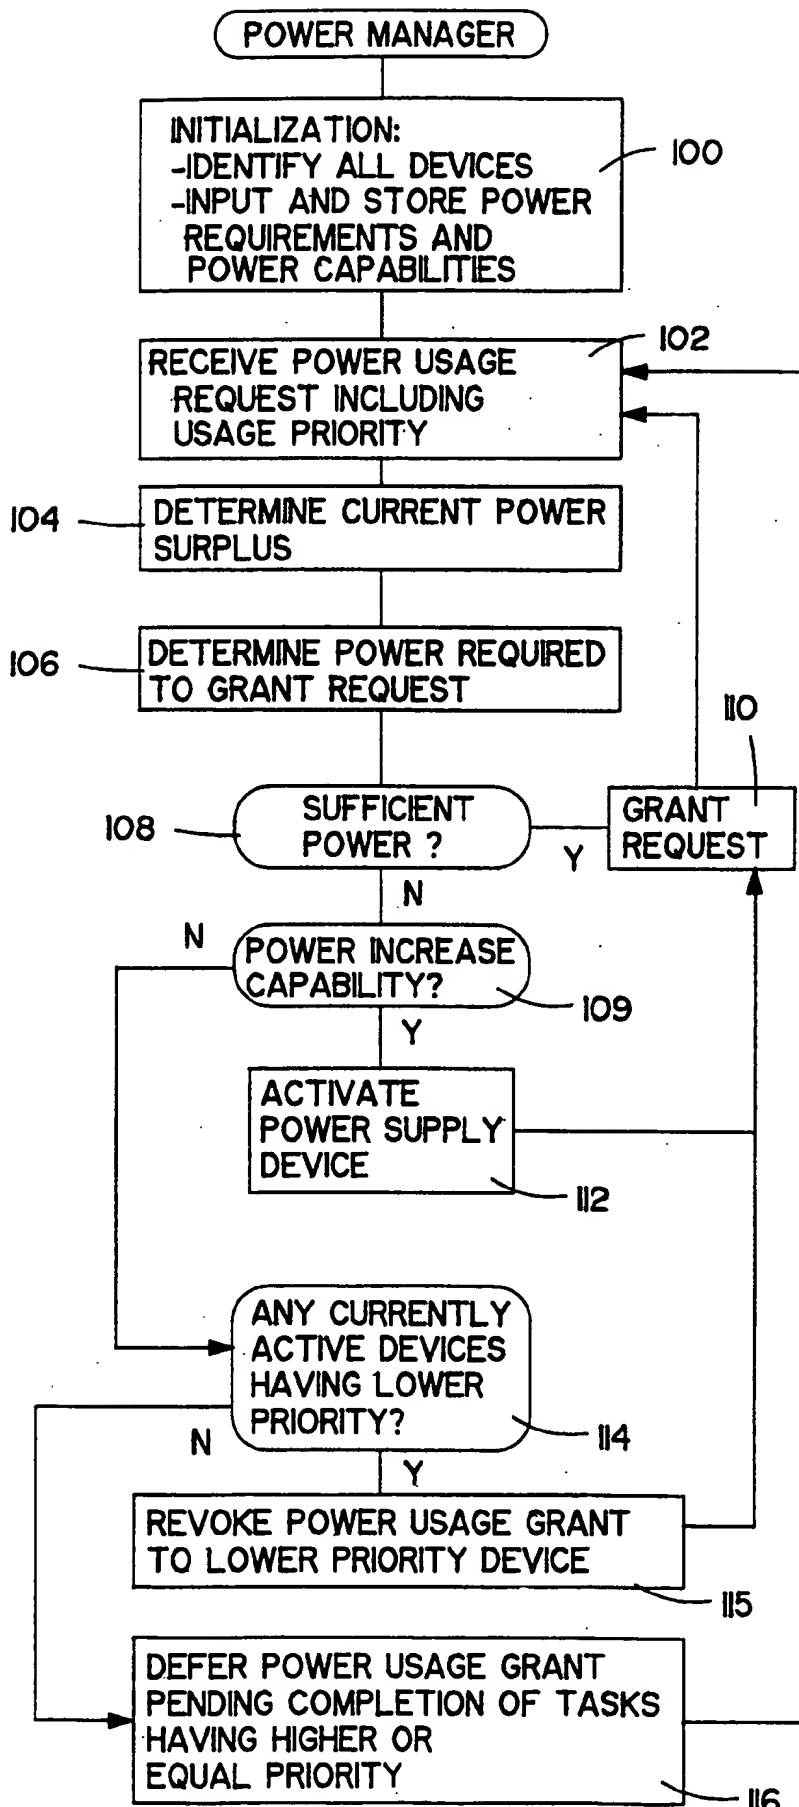 POWER MANAGER
INITIALIZATION:
-IDENTIFY ALL DEVICES
-INPUT AND STORE POWER
REQUIREMENTS AND
POWER CAPABILITIES
100
RECEIVE POWER USAGE
REQUEST INCLUDING
USAGE PRIORITY
102
104
DETERMINE CURRENT POWER
SURPLUS
106
DETERMINE POWER REQUIRED
TO GRANT REQUEST
108
SUFFICIENT
POWER ?
Y
N
110
GRANT
REQUEST
N
POWER INCREASE
CAPABILITY?
109
Y
ACTIVATE
POWER SUPPLY
DEVICE
112
ANY CURRENTLY
ACTIVE DEVICES
HAVING LOWER
PRIORITY?
114
N
Y
REVOKE POWER USAGE GRANT
TO LOWER PRIORITY DEVICE
115
DEFER POWER USAGE GRANT
PENDING COMPLETION OF TASKS
HAVING HIGHER OR
EQUAL PRIORITY
116